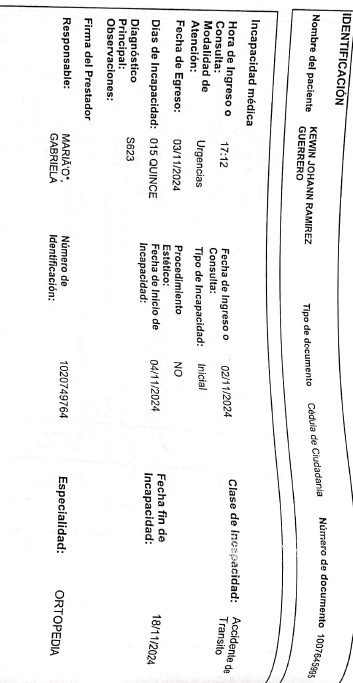 IDENTIFICACIÓN
Nombre del paciente KEWIN JOHANN RAMIREZ GUERRERO Tipo de documento Cédula de Ciudadania Número de documento 1007645995
Incapacidad médica
Hora de Ingreso o Consulta: 17:12 Fecha de Ingreso o Consulta: 02/11/2024 Clase de Incapacidad: Accidente de Transito
Modalidad de Atención: Urgencias Tipo de Incapacidad: Inicial
Fecha de Egreso: 03/11/2024 Procedimiento Estético: NO
Dias de Incapacidad: 015 QUINCE Fecha de Inicio de Incapacidad: 04/11/2024 Fecha fin de Incapacidad: 18/11/2024
Diagnóstico Principal: S623
Observaciones:
Firma del Prestador
Responsable: MARIÃ'O", GABRIELA Número de Identificación: 1020749764 Especialidad: ORTOPEDIA